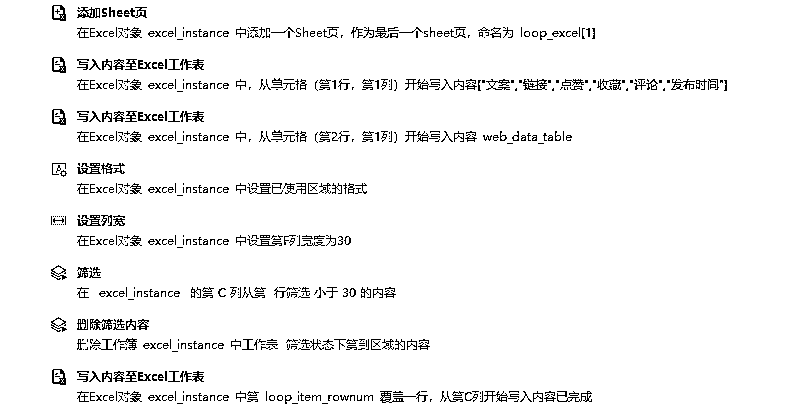 添加Sheet页
在Excel对象 excel_instance 中添加一个Sheet页，作为最后一个sheet页，命名为 loop_excel[1]
写入内容至Excel工作表
在Excel对象 excel_instance 中，从单元格（第1行，第1列）开始写入内容["文案","链接","点赞","收藏","评论","发布时间"]
写入内容至Excel工作表
在Excel对象 excel_instance 中，从单元格（第2行，第1列）开始写入内容 web_data_table
设置格式
在Excel对象 excel_instance 中设置已使用区域的格式
设置列宽
在Excel对象 excel_instance 中设置第F列宽度为30
筛选
在 excel_instance 的第 C 列从第 行筛选 小于 30 的内容
删除筛选内容
删除工作簿 excel_instance 中工作表 筛选状态下第到区域的内容
写入内容至Excel工作表
在Excel对象 excel_instance 中第 loop_item_rownum 覆盖一行，从第C列开始写入内容已完成